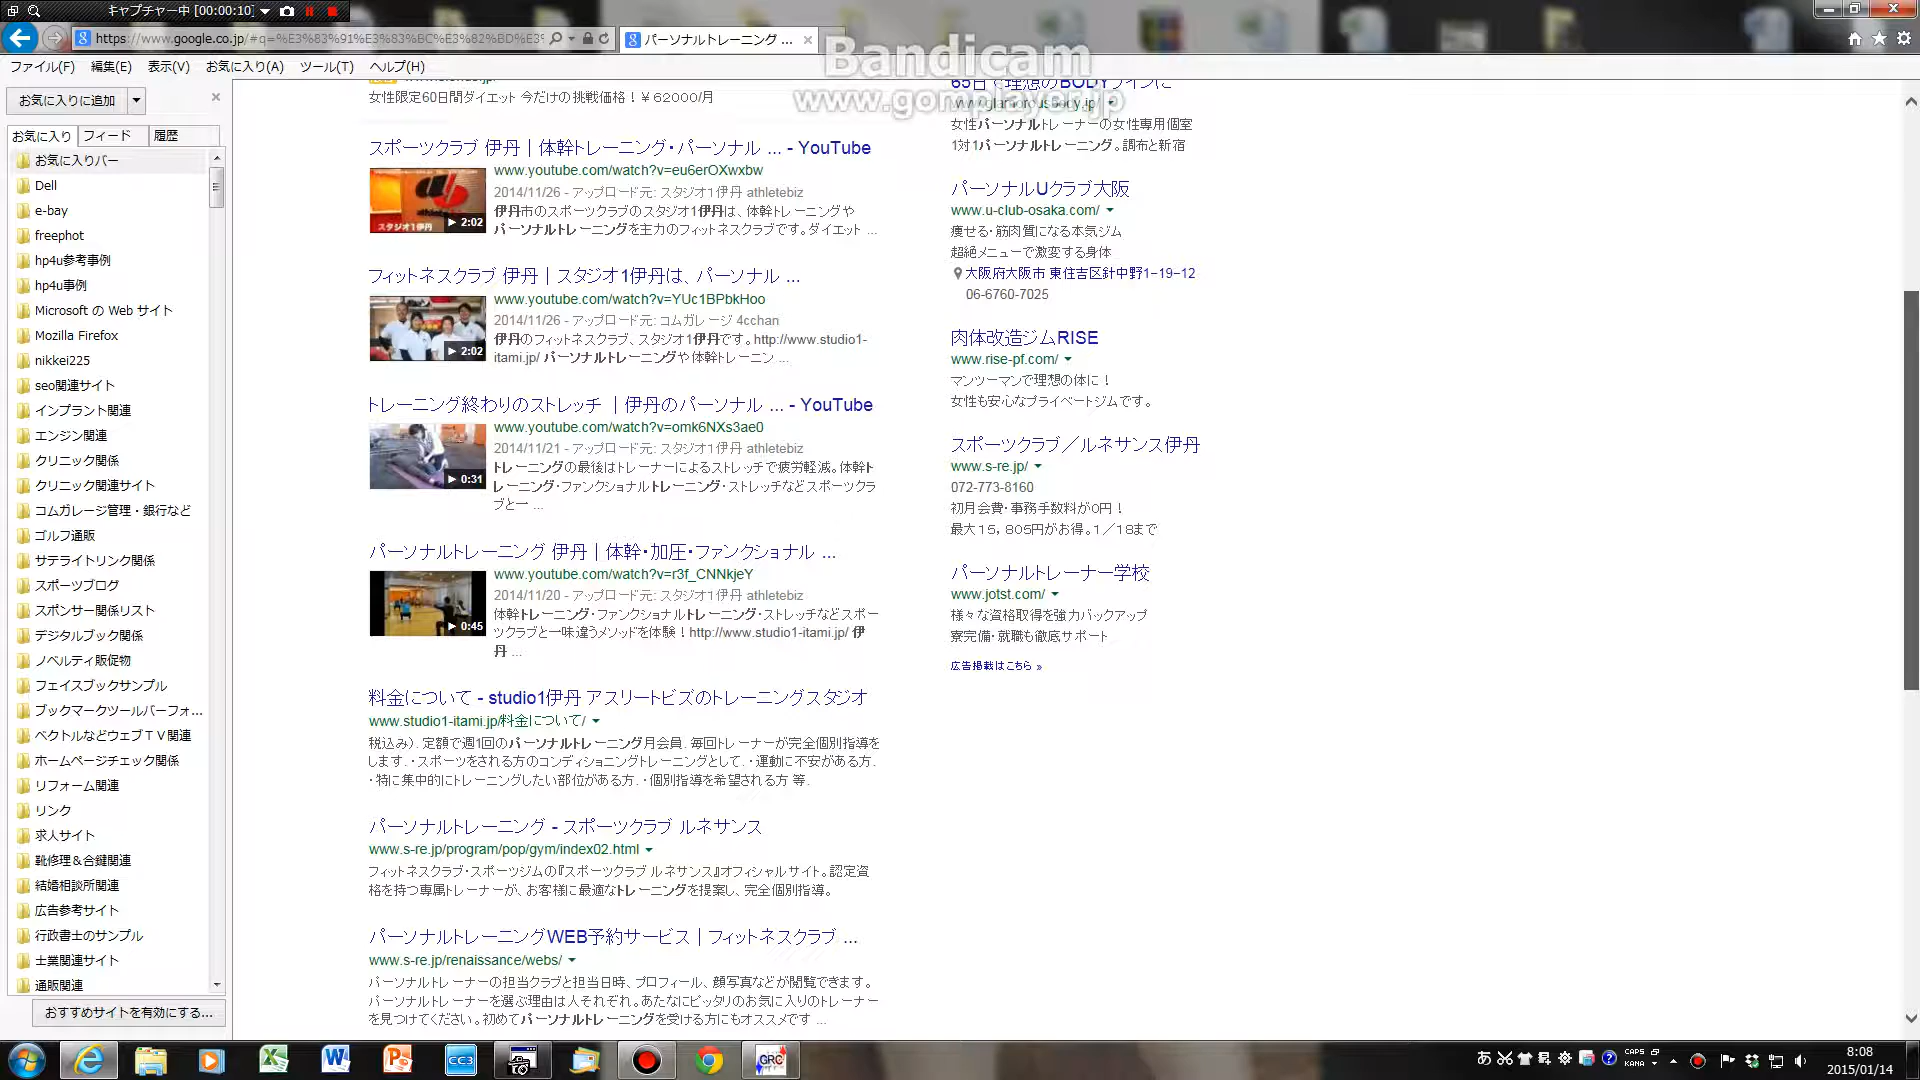 キャプチャー中 [00:00:10]
https://www.google.co.jp/#q=%E3%83%91%E3%83%BC%E3%82%BD%E3%
パーソナルトレーニング ...
Bandicam
www.gomplayer.jp
ファイル(F) 編集(E) 表示(V) お気に入り(A) ツール(T) ヘルプ(H)
お気に入りに追加
お気に入り フィード 履歴
お気に入りバー
Dell
e-bay
freephot
hp4u参考事例
hp4u事例
Microsoft の Web サイト
Mozilla Firefox
nikkei225
seo関連サイト
インプラント関連
エンジン関連
クリニック関係
クリニック関連サイト
コムガレージ管理・銀行など
ゴルフ通販
サテライトリンク関係
スポーツブログ
スポンサー関係リスト
デジタルブック関係
ノベルティ販促物
フェイスブックサンプル
ブックマークツールバーフォ...
ベクトルなどウェブTV関連
ホームページチェック関係
リフォーム関連
リンク
求人サイト
靴修理＆合鍵関連
結婚相談所関連
広告参考サイト
行政書士のサンプル
士業関連サイト
通販関連
おすすめサイトを有効にする...
女性限定60日間ダイエット 今だけの挑戦価格！￥62000/月
スポーツクラブ 伊丹｜体幹トレーニング・パーソナル ... - YouTube
www.youtube.com/watch?v=eu6erOXwxbw
2014/11/26 - アップロード元: スタジオ1伊丹 athletebiz
伊丹市のスポーツクラブのスタジオ1伊丹は、体幹トレーニングや
パーソナルトレーニングを主力のフィットネスクラブです。ダイエット ...
スタジオ1伊丹
2:02
フィットネスクラブ 伊丹｜スタジオ1伊丹は、パーソナル ...
www.youtube.com/watch?v=YUc1BPbkHoo
2014/11/26 - アップロード元: コムガレージ 4cchan
伊丹のフィットネスクラブ、スタジオ1伊丹です。http://www.studio1-
itami.jp/ パーソナルトレーニングや体幹トレーニン ...
2:02
トレーニング終わりのストレッチ ｜伊丹のパーソナル ... - YouTube
www.youtube.com/watch?v=omk6NXs3ae0
2014/11/21 - アップロード元: スタジオ1伊丹 athletebiz
トレーニングの最後はトレーナーによるストレッチで疲労軽減。体幹ト
レーニング・ファンクショナルトレーニング・ストレッチなどスポーツクラ
ブと一 ...
0:31
パーソナルトレーニング 伊丹｜体幹・加圧・ファンクショナル ...
www.youtube.com/watch?v=r3f_CNNkjeY
2014/11/20 - アップロード元: スタジオ1伊丹 athletebiz
体幹トレーニング・ファンクショナルトレーニング・ストレッチなどスポー
ツクラブと一味違うメソッドを体験！http://www.studio1-itami.jp/ 伊
丹 ...
0:45
料金について - studio1伊丹 アスリートビズのトレーニングスタジオ
www.studio1-itami.jp/料金について/
税込み）. 定額で週1回のパーソナルトレーニング月会員. 毎回トレーナーが完全個別指導を
します. ・スポーツをされる方のコンディショニングトレーニングとして. ・運動に不安がある方.
・特に集中的にトレーニングしたい部位がある方. ・個別指導を希望される方 等.
パーソナルトレーニング - スポーツクラブ ルネサンス
www.s-re.jp/program/pop/gym/index02.html
フィットネスクラブ・スポーツジムの『スポーツクラブ ルネサンス』オフィシャルサイト。認定資
格を持つ専属トレーナーが、お客様に最適なトレーニングを提案し、完全個別指導。
パーソナルトレーニングWEB予約サービス｜フィットネスクラブ ...
www.s-re.jp/renaissance/webs/
パーソナルトレーナーの担当クラブと担当日時、プロフィール、顔写真などが閲覧できます。
パーソナルトレーナーを選ぶ理由は人それぞれ。あなたにピッタリのお気に入りのトレーナー
を見つけてください。初めてパーソナルトレーニングを受ける方にもオススメです ...
65日で理想のBODYラインに
www.glamorousbody.jp/
女性パーソナルトレーナーの女性専用個室
1対1パーソナルトレーニング。調布と新宿
パーソナルUクラブ大阪
www.u-club-osaka.com/
痩せる・筋肉質になる本気ジム
超絶メニューで激変する身体
大阪府大阪市 東住吉区針中野1-19-12
06-6760-7025
肉体改造ジムRISE
www.rise-pf.com/
マンツーマンで理想の体に！
女性も安心なプライベートジムです。
スポーツクラブ／ルネサンス伊丹
www.s-re.jp/
072-773-8160
初月会費・事務手数料が0円！
最大15，805円がお得。1／18まで
パーソナルトレーナー学校
www.jotst.com/
様々な資格取得を強力バックアップ
寮完備・就職も徹底サポート
広告掲載はこちら »
CC3
GRC
あ
CAPS
KANA
8:08
2015/01/14